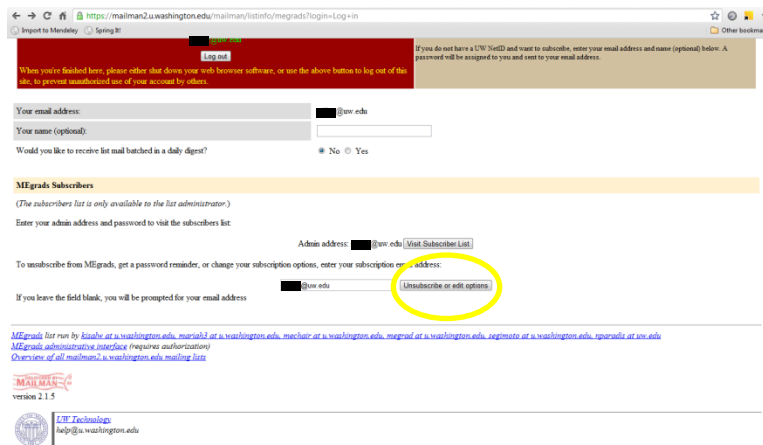 https://mailman2.u.washington.edu/mailman/listinfo/megrads?login=Log+in
Import to Mendeley Spring It! Other bookma
@uw.edu
Log out
When you're finished here, please either shut down your web browser software, or use the above button to log out of this
site, to prevent unauthorized use of your account by others.
If you do not have a UW NetID and want to subscribe, enter your email address and name (optional) below. A
password will be assigned to you and sent to your email address.
Your email address: @uw.edu
Your name (optional):
Would you like to receive list mail batched in a daily digest? No Yes
MEgrads Subscribers
(The subscribers list is only available to the list administrator.)
Enter your admin address and password to visit the subscribers list:
Admin address: @uw.edu Visit Subscriber List
To unsubscribe from MEgrads, get a password reminder, or change your subscription options, enter your subscription email address:
@uw.edu Unsubscribe or edit options
If you leave the field blank, you will be prompted for your email address
MEgrads list run by kisalw at u.washington.edu, mariah3 at u.washington.edu, mechair at u.washington.edu, megrad at u.washington.edu, segimoto at u.washington.edu, nparadis at uw.edu
MEgrads administrative interface (requires authorization)
Overview of all mailman2.u.washington.edu mailing lists
MAILMAN
version 2.1.5
UW Technology
help@u.washington.edu